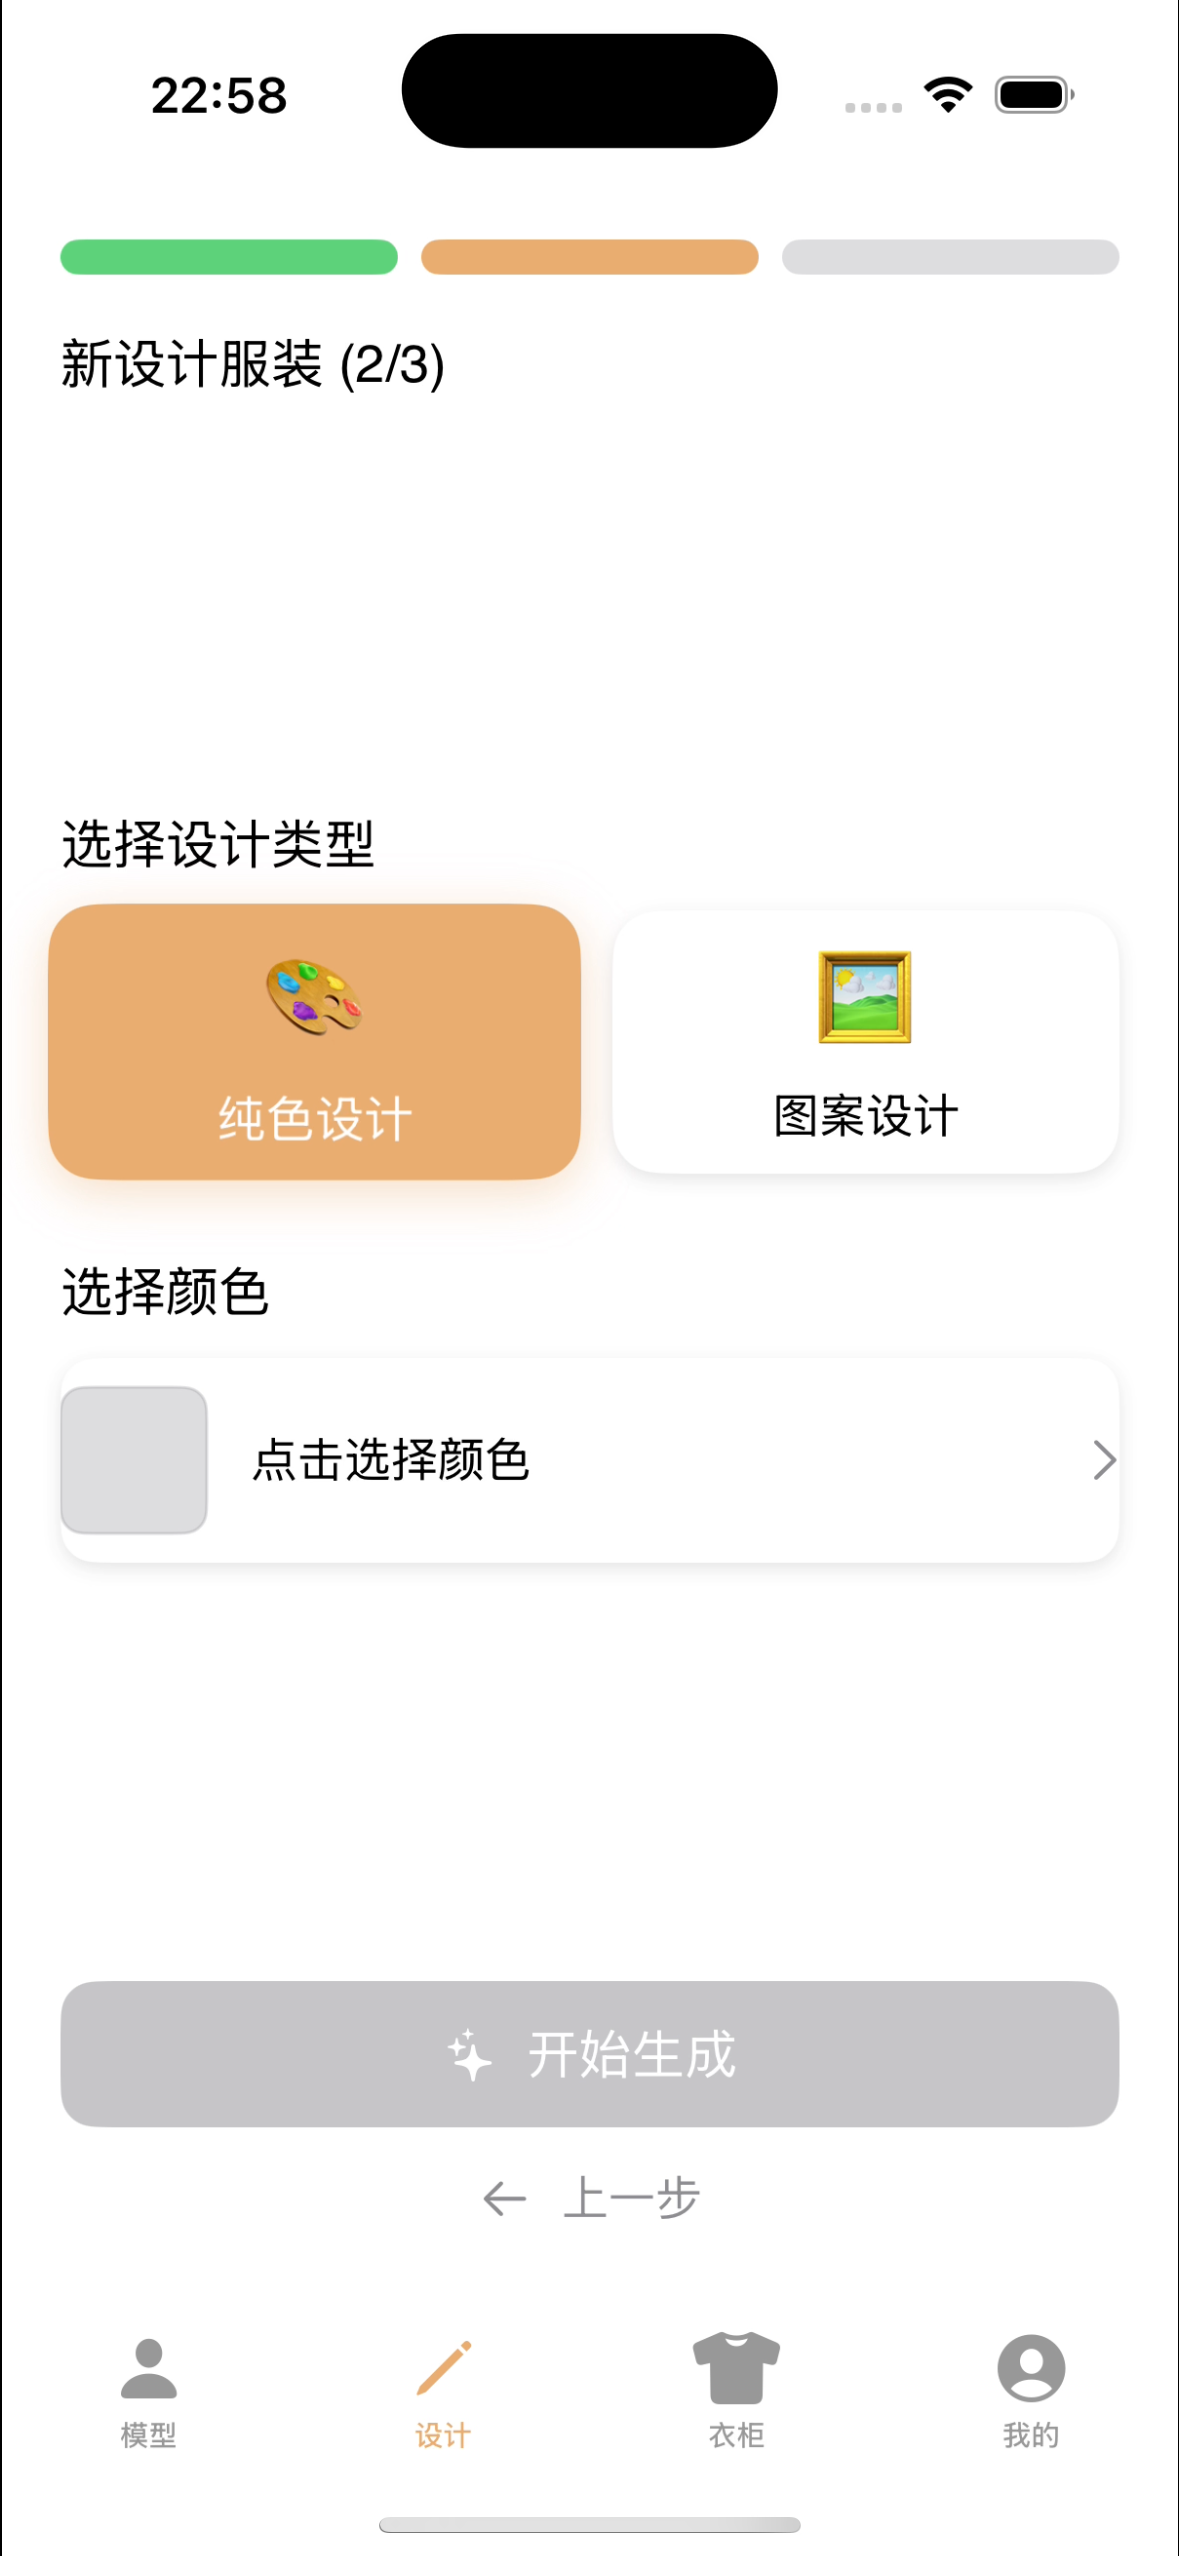 22:58
新设计服装 (2/3)
选择设计类型
纯色设计
图案设计
选择颜色
点击选择颜色
开始生成
上一步
模型
设计
衣柜
我的